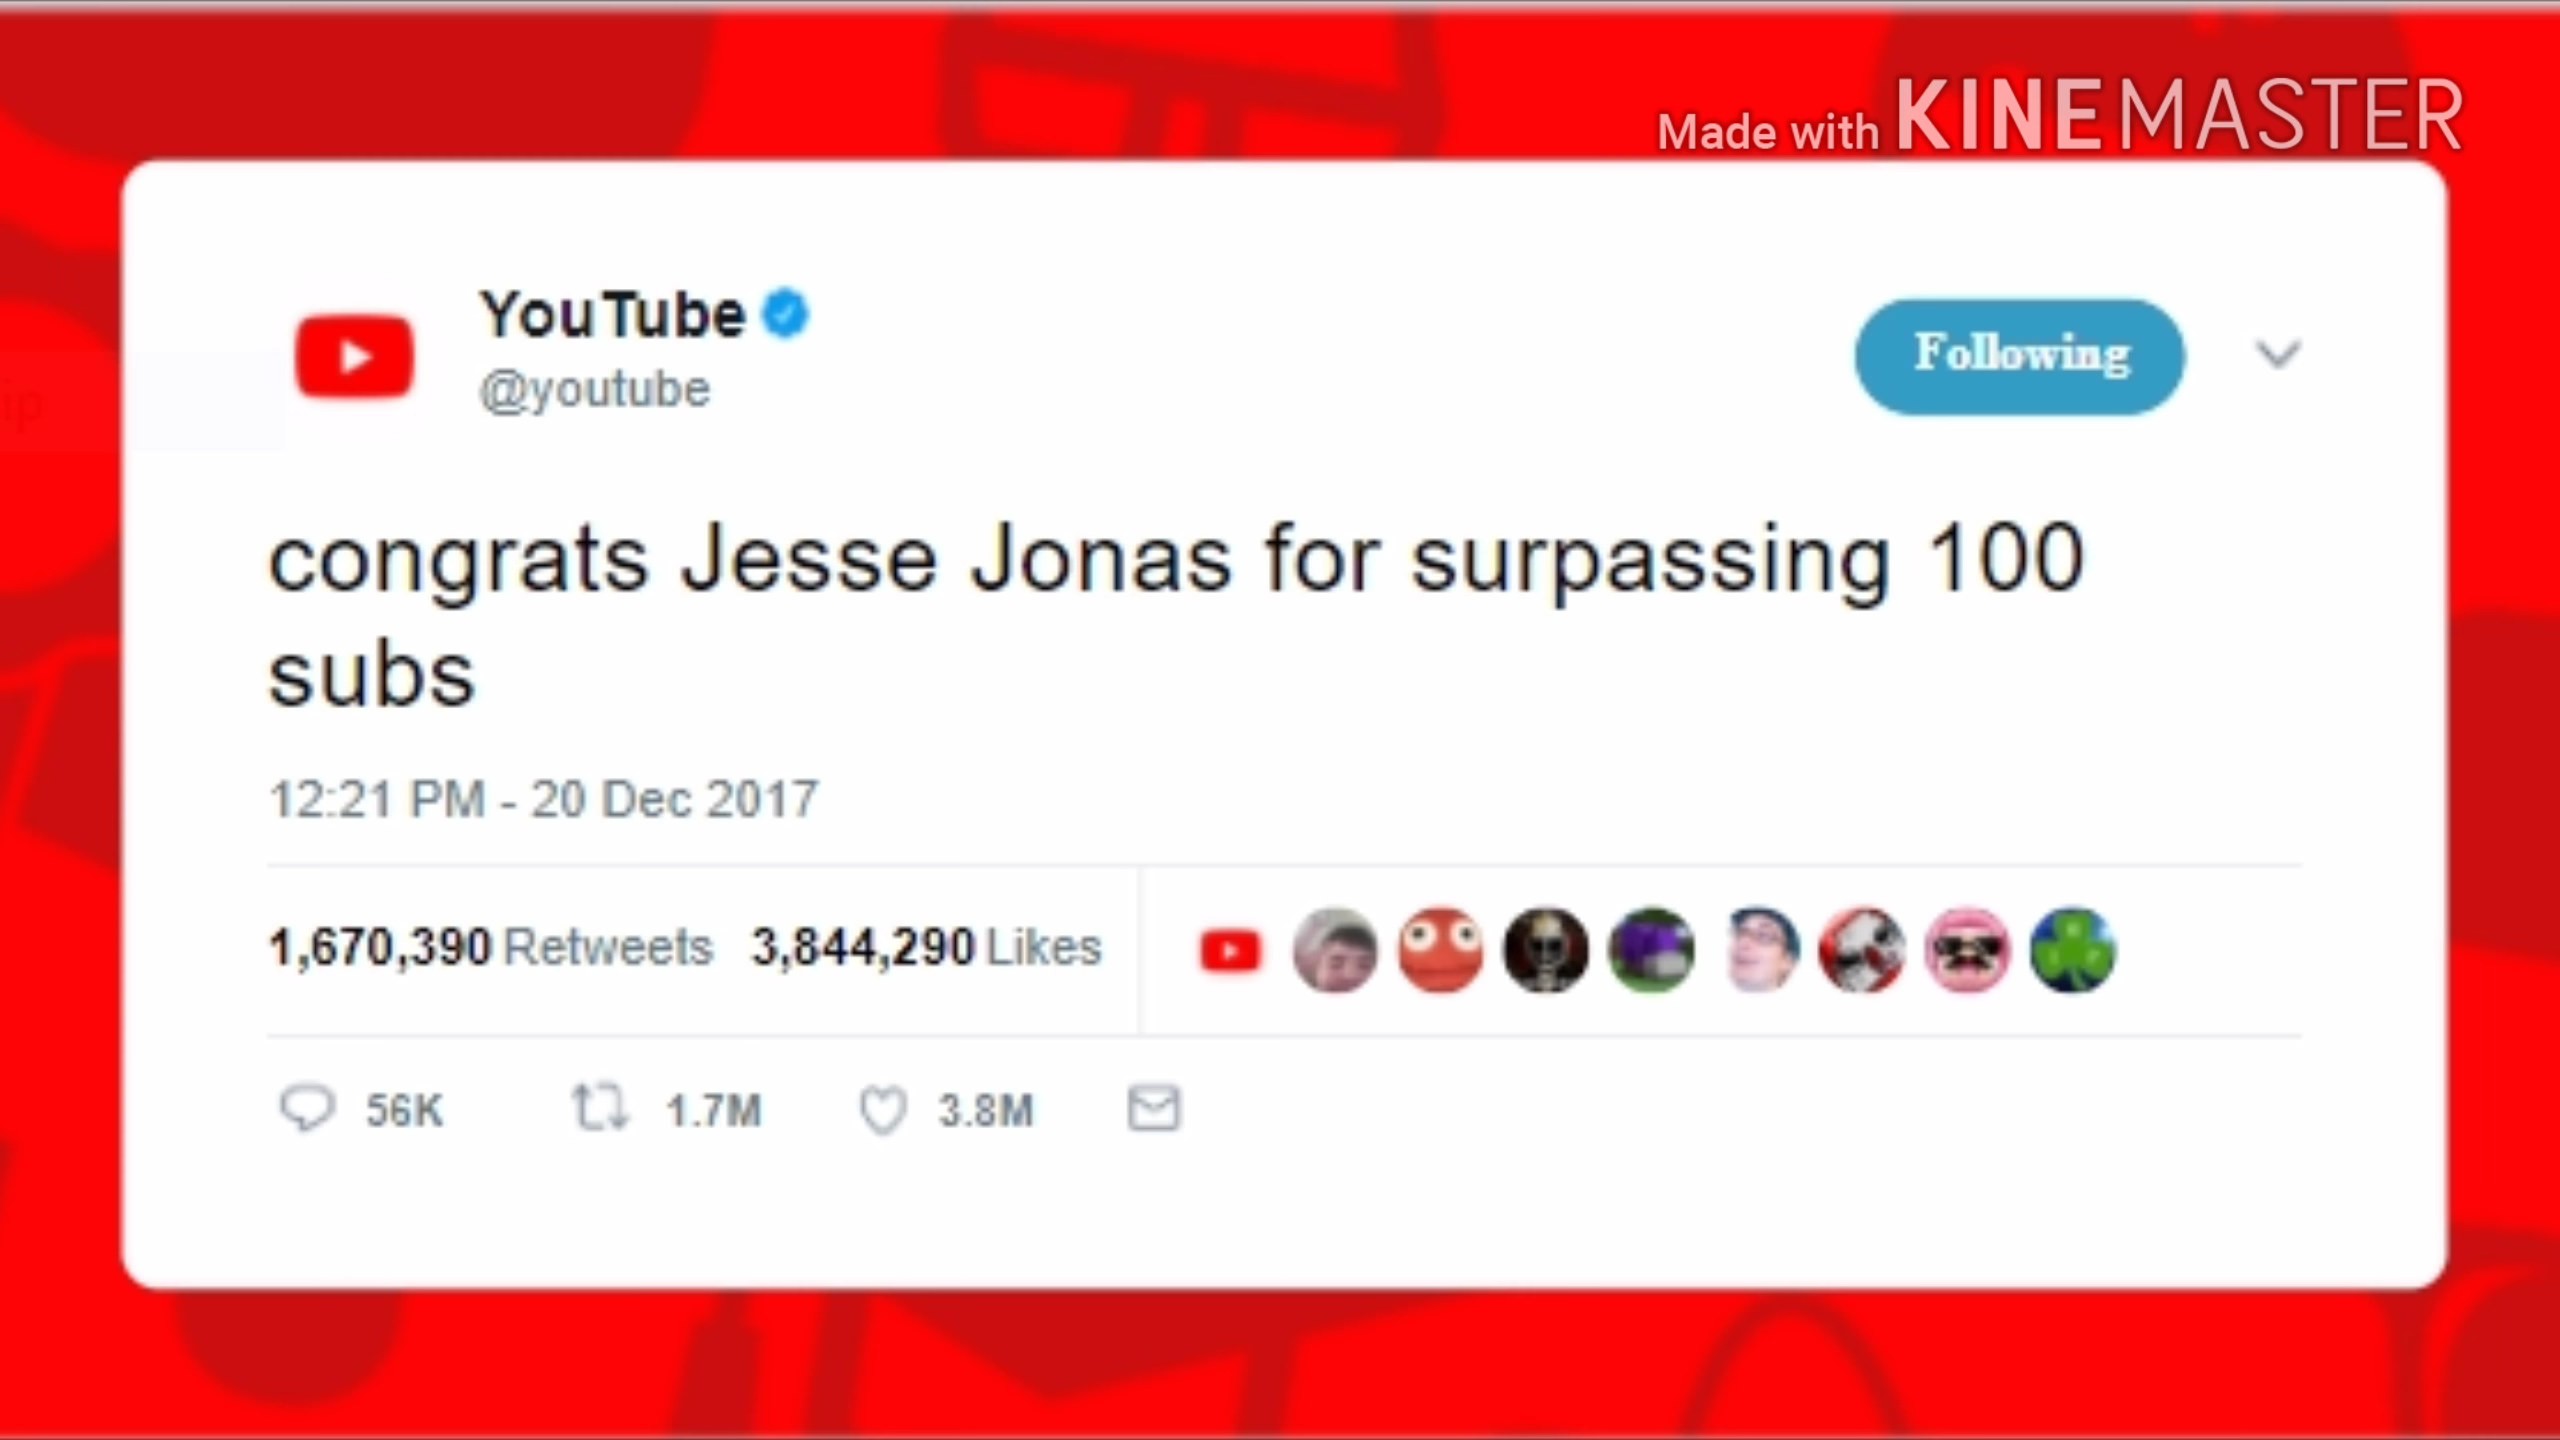 Made with KINEMASTER
YouTube
@youtube
Following
congrats Jesse Jonas for surpassing 100
subs
12:21 PM - 20 Dec 2017
1,670,390 Retweets 3,844,290 Likes
56K 1.7M 3.8M